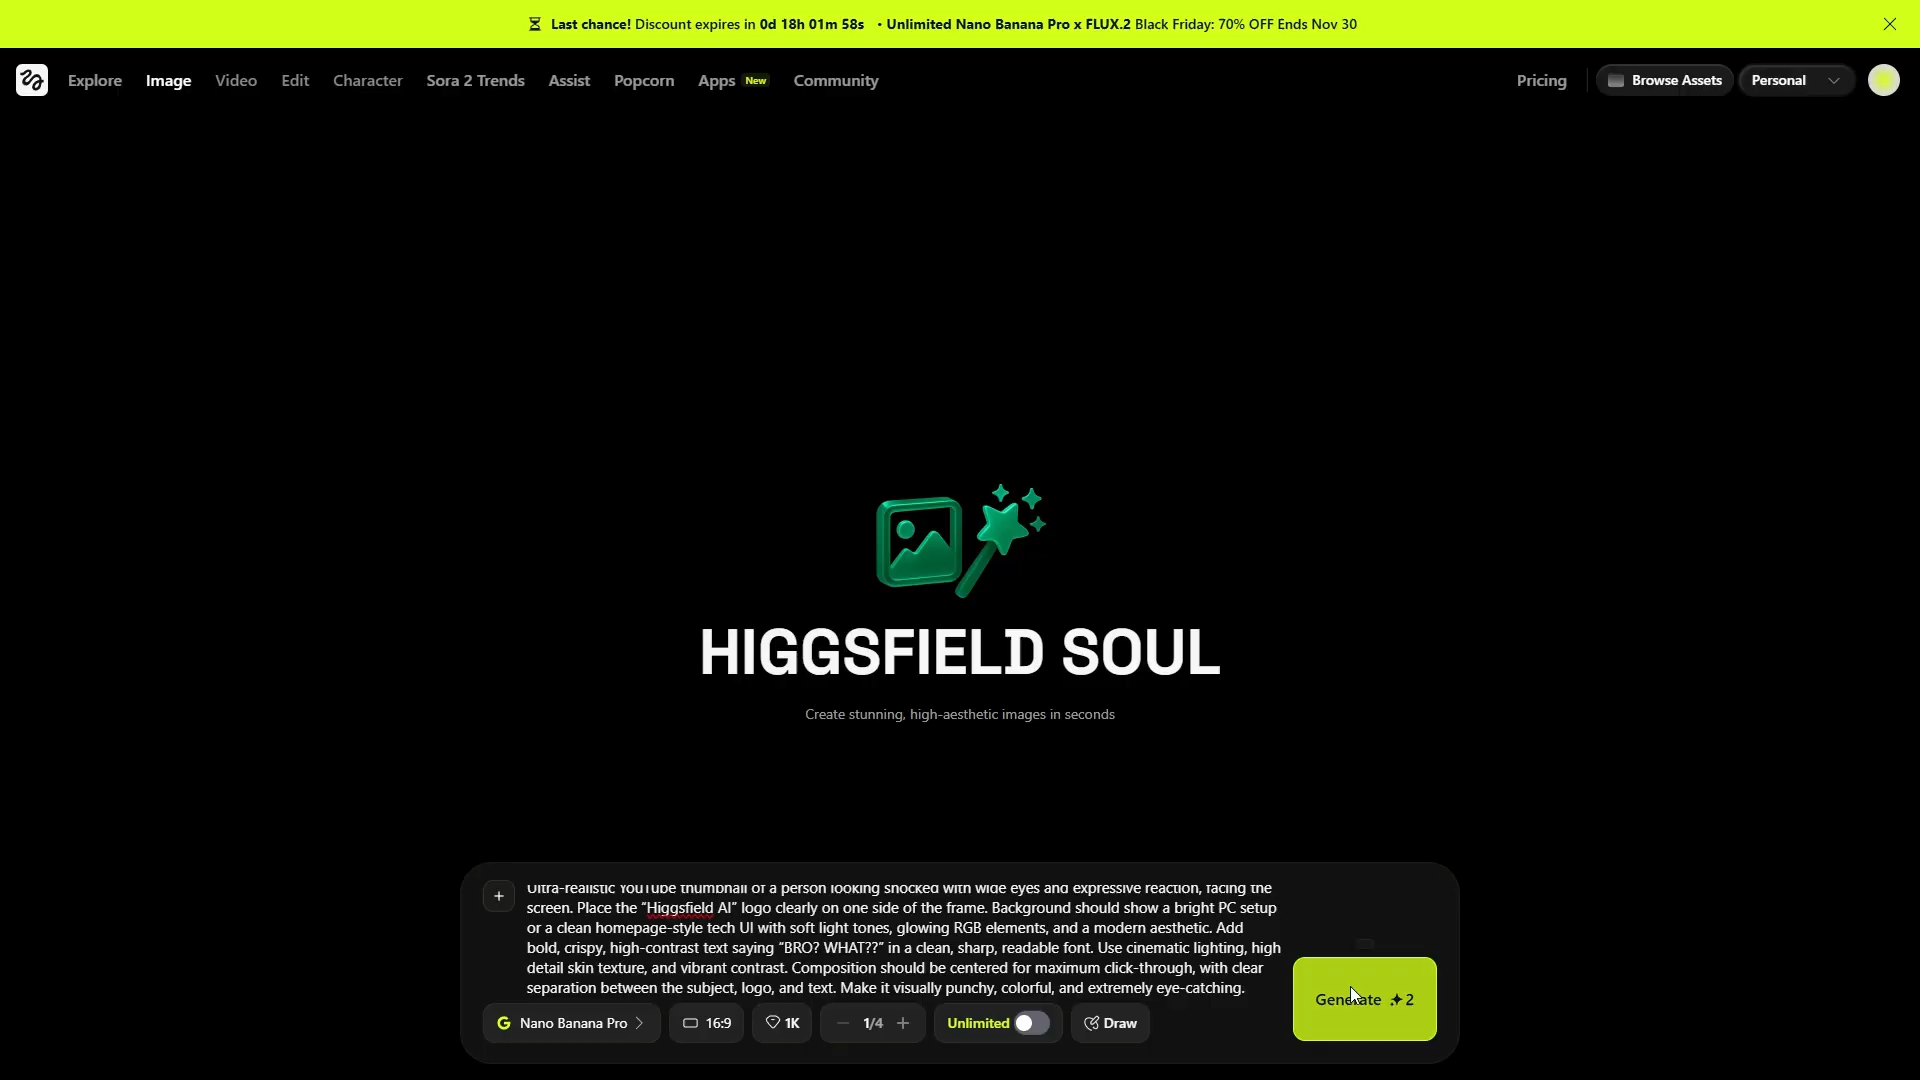 Last chance! Discount expires in 0d 18h 01m 58s • Unlimited Nano Banana Pro x FLUX.2 Black Friday: 70% OFF Ends Nov 30
Explore Image Video Edit Character Sora 2 Trends Assist Popcorn Apps New Community Pricing Browse Assets Personal
HIGGSFIELD SOUL
Create stunning, high-aesthetic images in seconds
Ultra-realistic YouTube thumbnail of a person looking shocked with wide eyes and expressive reaction, facing the
screen. Place the “Higgsfield AI” logo clearly on one side of the frame. Background should show a bright PC setup
or a clean homepage-style tech UI with soft light tones, glowing RGB elements, and a modern aesthetic. Add
bold, crispy, high-contrast text saying “BRO? WHAT??” in a clean, sharp, readable font. Use cinematic lighting, high
detail skin texture, and vibrant contrast. Composition should be centered for maximum click-through, with clear
separation between the subject, logo, and text. Make it visually punchy, colorful, and extremely eye-catching.
Generate 2
Nano Banana Pro 16:9 1K 1/4 Unlimited Draw